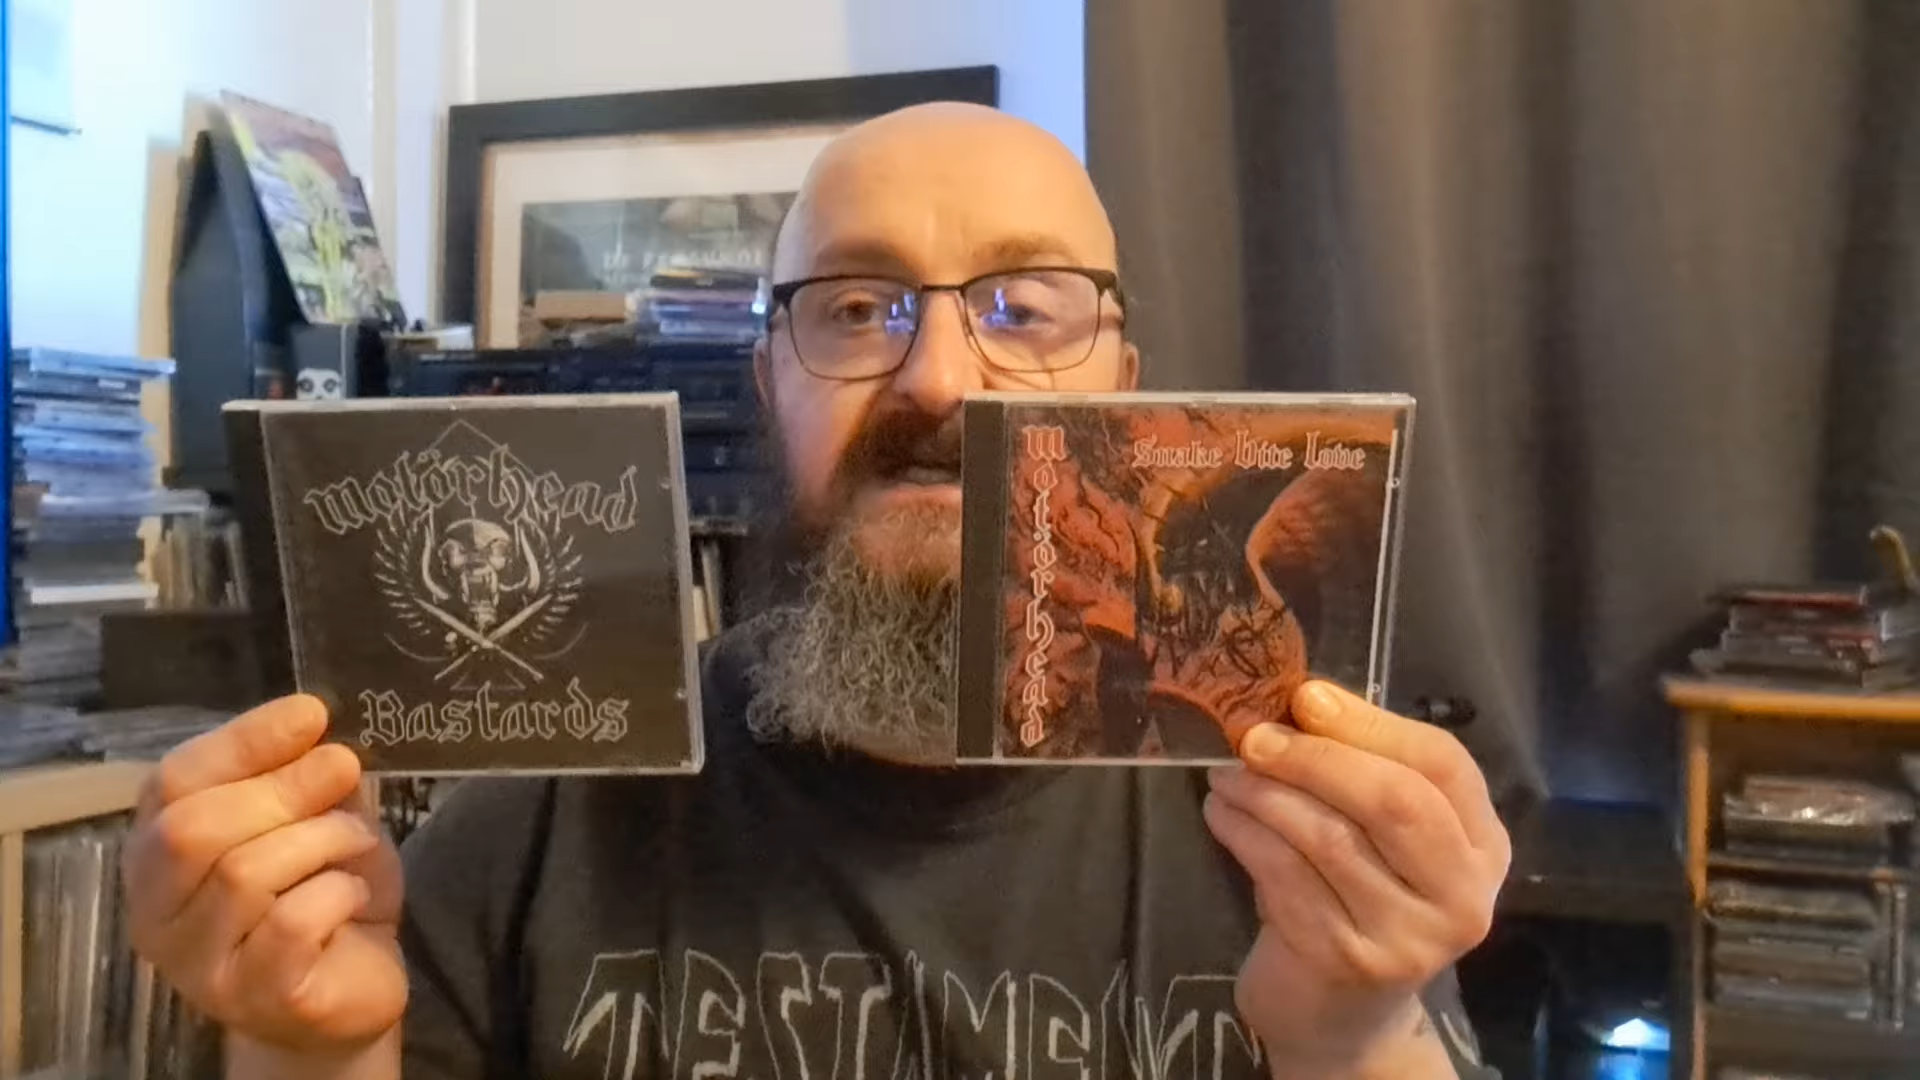 motörhead
Bastards
Motörhead
Snake Bite Love
TESTAMENT